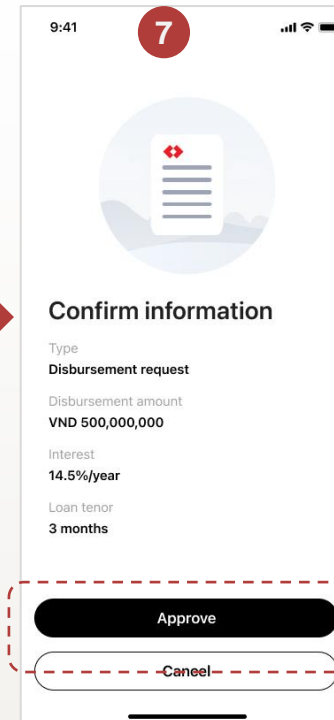 9:41
7
Confirm information
Type
Disbursement request
Disbursement amount
VND 500,000,000
Interest
14.5%/year
Loan tenor
3 months
Approve
Cancel